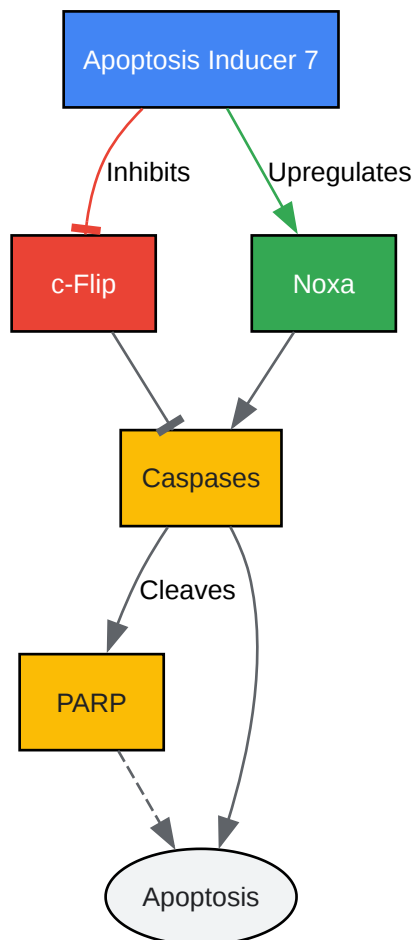 Apoptosis Inducer 7
Inhibits
Upregulates
c-Flip
Noxa
Caspases
Cleaves
PARP
Apoptosis